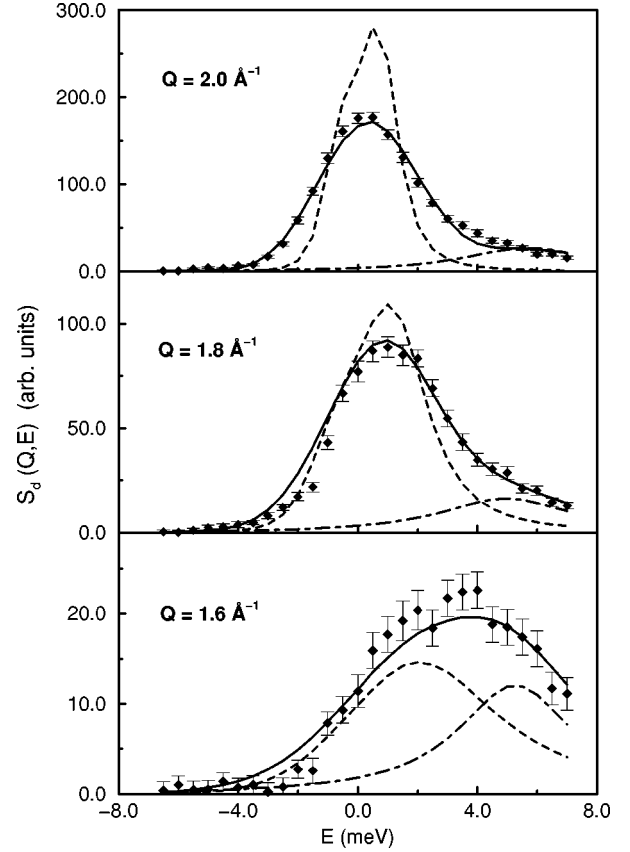 300.0
Q = 2.0 Å⁻¹
200.0
100.0
0.0
100.0
Q = 1.8 Å⁻¹
50.0
0.0
S_d (Q,E) (arb. units)
20.0
Q = 1.6 Å⁻¹
10.0
0.0
−8.0 −4.0 0.0 4.0 8.0
E (meV)